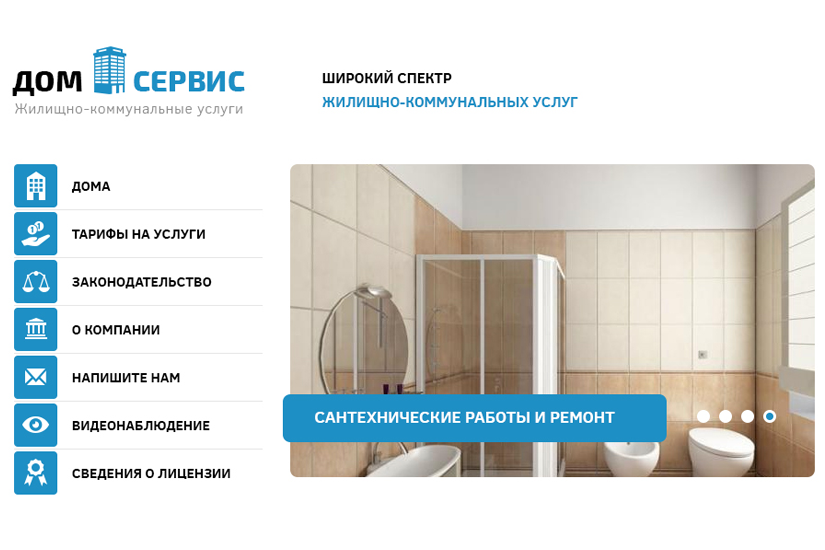 ДОМ СЕРВИС
Жилищно-коммунальные услуги
ШИРОКИЙ СПЕКТР
ЖИЛИЩНО-КОММУНАЛЬНЫХ УСЛУГ
ДОМА
ТАРИФЫ НА УСЛУГИ
ЗАКОНОДАТЕЛЬСТВО
О КОМПАНИИ
НАПИШИТЕ НАМ
ВИДЕОНАБЛЮДЕНИЕ
СВЕДЕНИЯ О ЛИЦЕНЗИИ
САНТЕХНИЧЕСКИЕ РАБОТЫ И РЕМОНТ